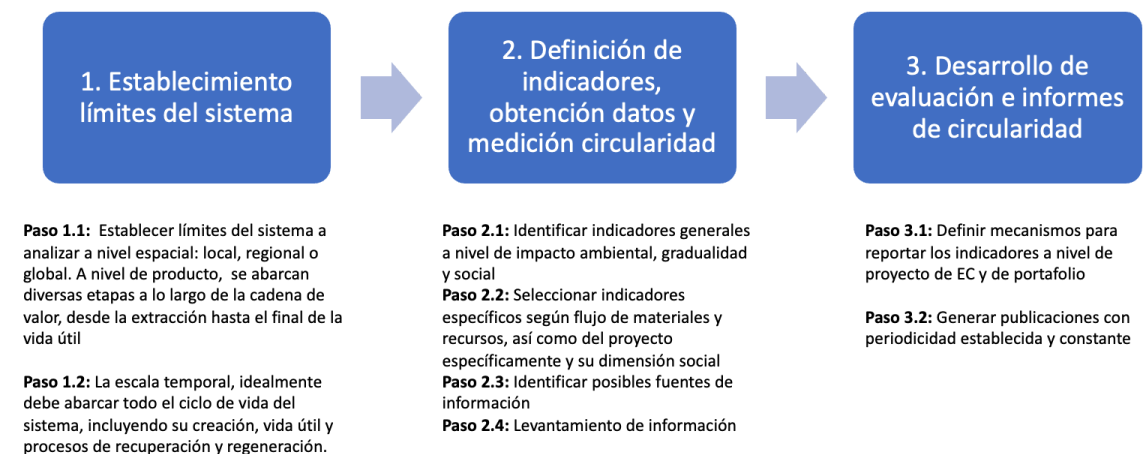 1. Establecimiento
límites del sistema
2. Definición de
indicadores,
obtención datos y
medición circularidad
3. Desarrollo de
evaluación e informes
de circularidad
Paso 1.1: Establecer límites del sistema a
analizar a nivel espacial: local, regional o
global. A nivel de producto, se abarcan
diversas etapas a lo largo de la cadena de
valor, desde la extracción hasta el final de la
vida útil
Paso 1.2: La escala temporal, idealmente
debe abarcar todo el ciclo de vida del
sistema, incluyendo su creación, vida útil y
procesos de recuperación y regeneración.
Paso 2.1: Identificar indicadores generales
a nivel de impacto ambiental, gradualidad
y social
Paso 2.2: Seleccionar indicadores
específicos según flujo de materiales y
recursos, así como del proyecto
específicamente y su dimensión social
Paso 2.3: Identificar posibles fuentes de
información
Paso 2.4: Levantamiento de información
Paso 3.1: Definir mecanismos para
reportar los indicadores a nivel de
proyecto de EC y de portafolio
Paso 3.2: Generar publicaciones con
periodicidad establecida y constante